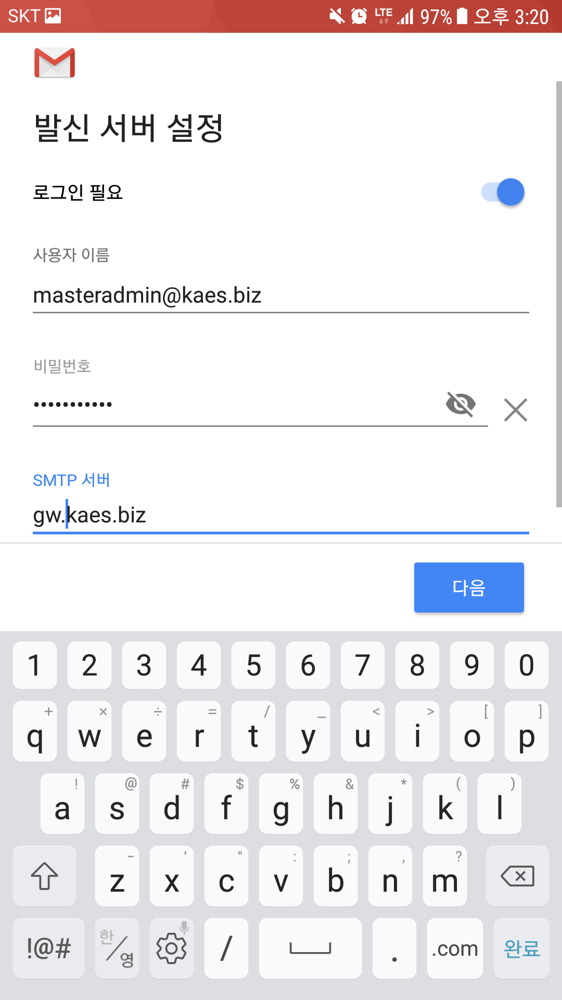 SKT LTE 97% 오후 3:20
발신 서버 설정
로그인 필요
사용자 이름
masteradmin@kaes.biz
비밀번호
•••••••••••
SMTP 서버
gw.kaes.biz
다음
1 2 3 4 5 6 7 8 9 0
+ × ÷ = / _ < > [ ]
q w e r t y u i o p
! @ # $ % & * ( )
a s d f g h j k l
- ' " : ; , ?
z x c v b n m
!@# 한/영 / . .com 완료